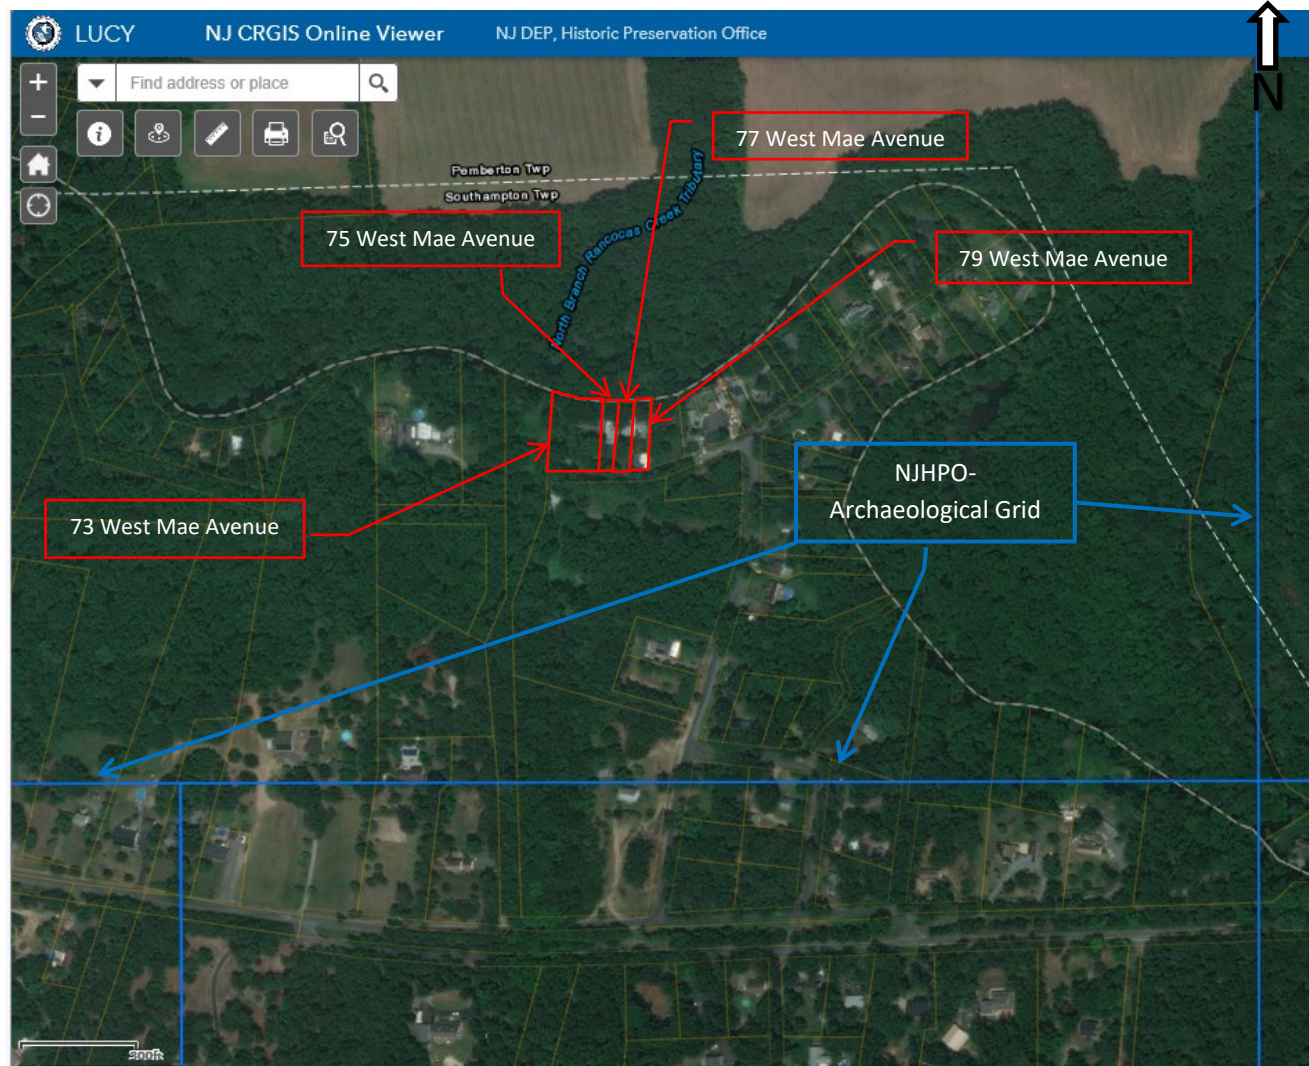 LUCY NJ CRGIS Online Viewer NJ DEP, Historic Preservation Office
N
+
Find address or place
−
77 West Mae Avenue
Pemberton Twp
Southampton Twp
75 West Mae Avenue
North Branch Rancocas Creek Tributary
79 West Mae Avenue
NJHPO-
Archaeological Grid
73 West Mae Avenue
300ft